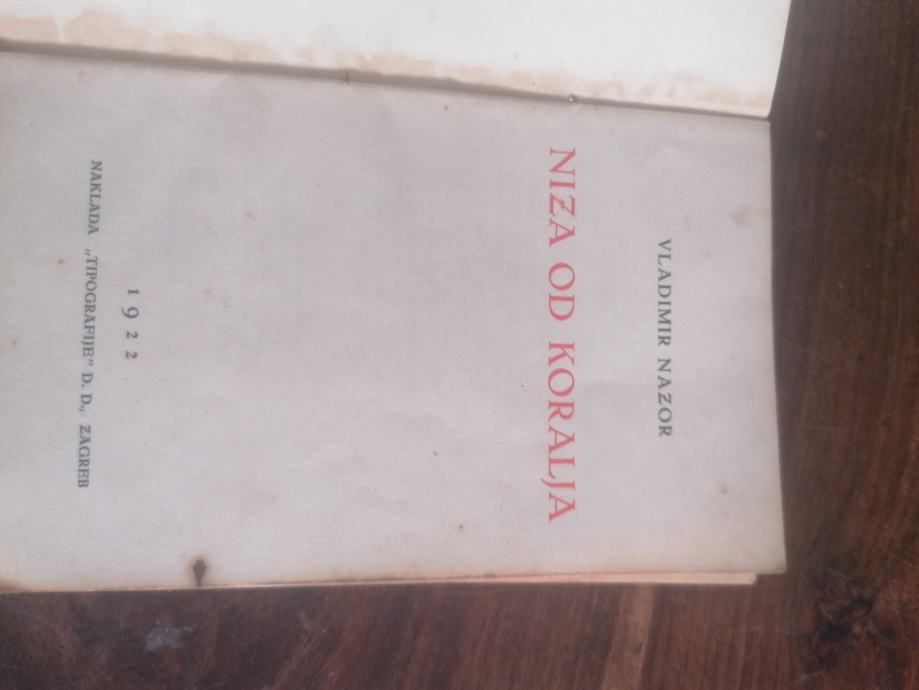 VLADIMIR NAZOR
NIZA OD KORALJA
1922
NAKLADA „TIPOGRAFIJE" D. D., ZAGREB